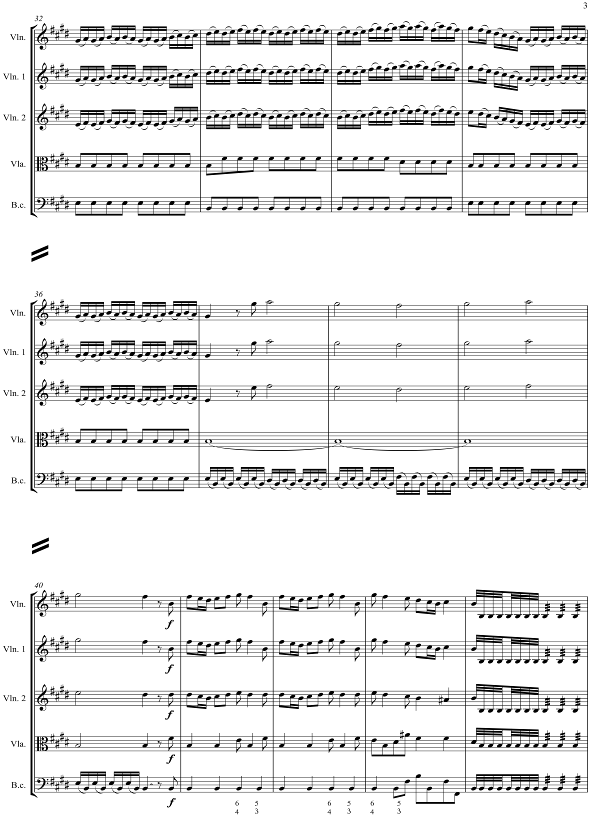 3
32
Vln.
Vln. 1
Vln. 2
Vla.
B.c.
36
Vln.
Vln. 1
Vln. 2
Vla.
B.c.
40
Vln.
f
Vln. 1
f
Vln. 2
f
Vla.
f
B.c.
f
6 5 6 5 6 5
4 3 4 3 4 3